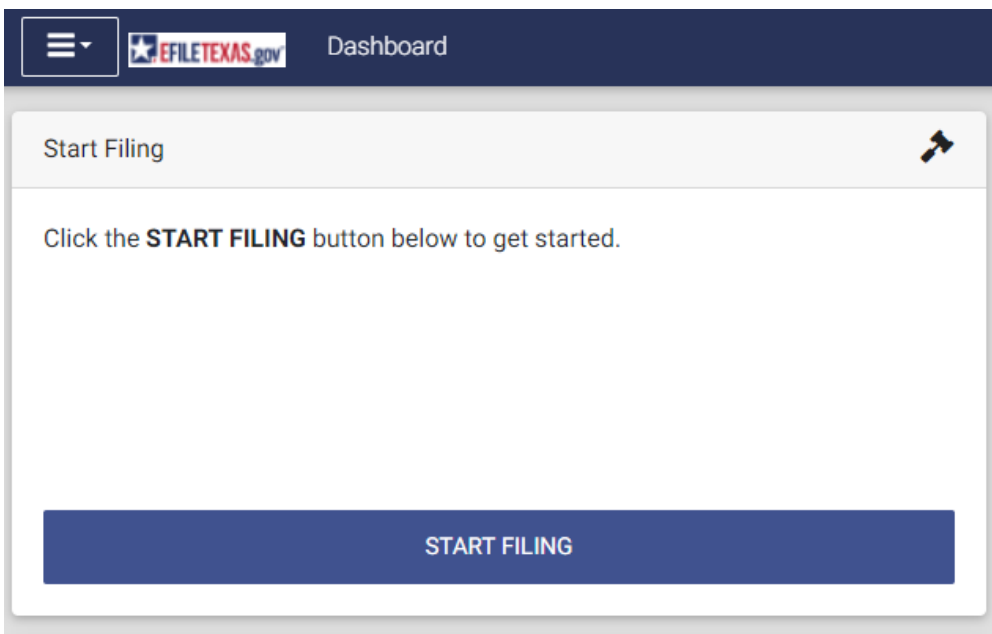 EFILETEXAS.gov
Dashboard
Start Filing
Click the START FILING button below to get started.
START FILING